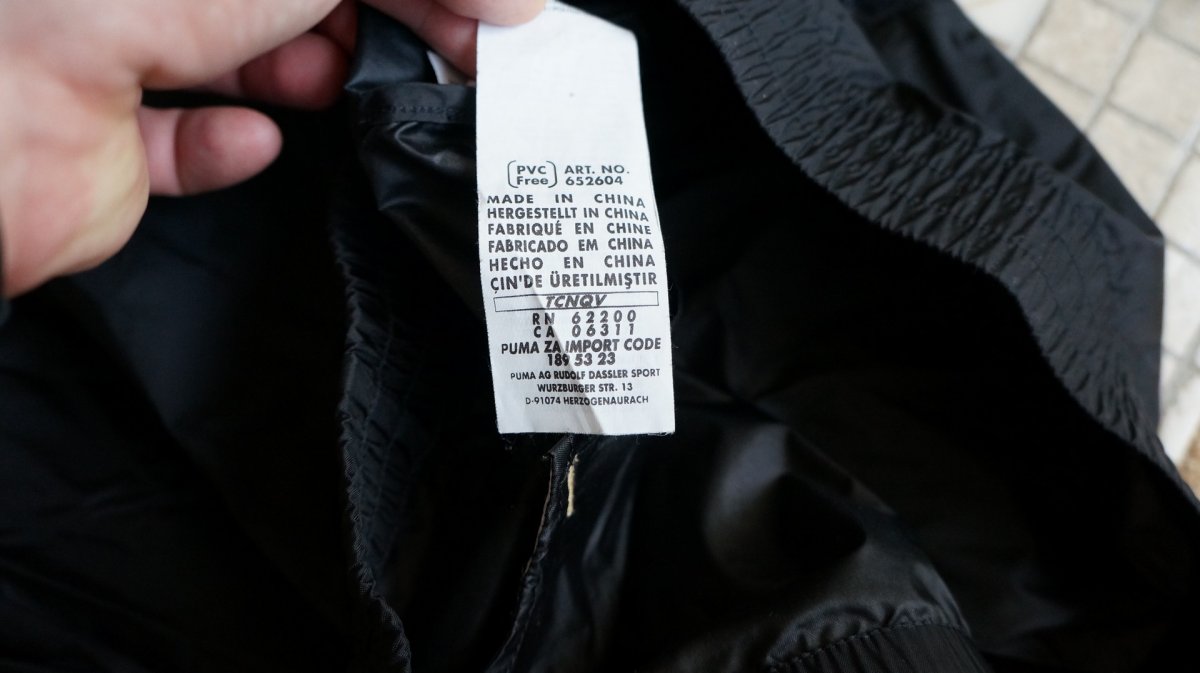 PVC Free ART. NO. 652604
MADE IN CHINA
HERGESTELLT IN CHINA
FABRIQUÉ EN CHINE
FABRICADO EM CHINA
HECHO EN CHINA
ÇIN'DE ÜRETILMIŞTIR
TCNQV
RN 62200
CA 06311
PUMA ZA IMPORT CODE
189 53 23
PUMA AG RUDOLF DASSLER SPORT
WURZBURGER STR. 13
D-91074 HERZOGENAURACH